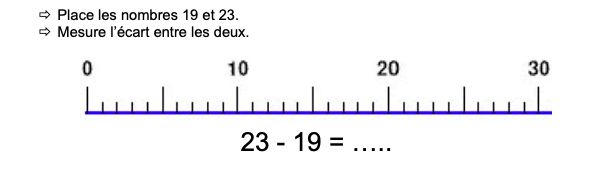 ⇨ Place les nombres 19 et 23.
⇨ Mesure l’écart entre les deux.
0 10 20 30
23 - 19 = …..